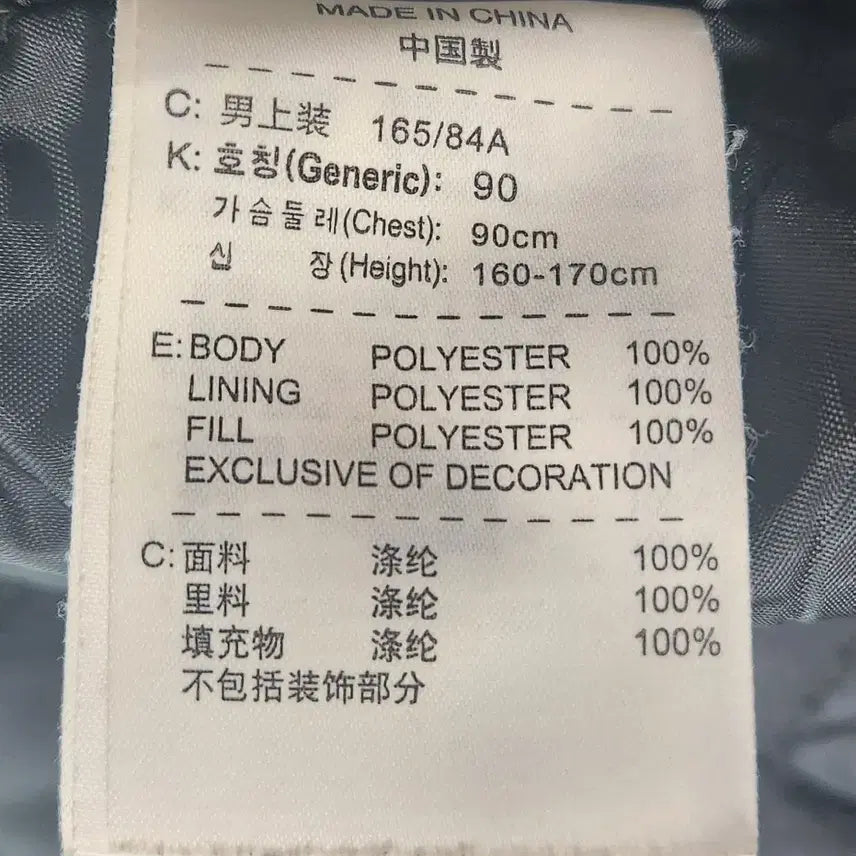 MADE IN CHINA
中国製
C: 男上装 165/84A
K: 호칭(Generic): 90
가슴둘레(Chest): 90cm
신 장(Height): 160-170cm
E: BODY POLYESTER 100%
LINING POLYESTER 100%
FILL POLYESTER 100%
EXCLUSIVE OF DECORATION
C: 面料 涤纶 100%
里料 涤纶 100%
填充物 涤纶 100%
不包括装饰部分